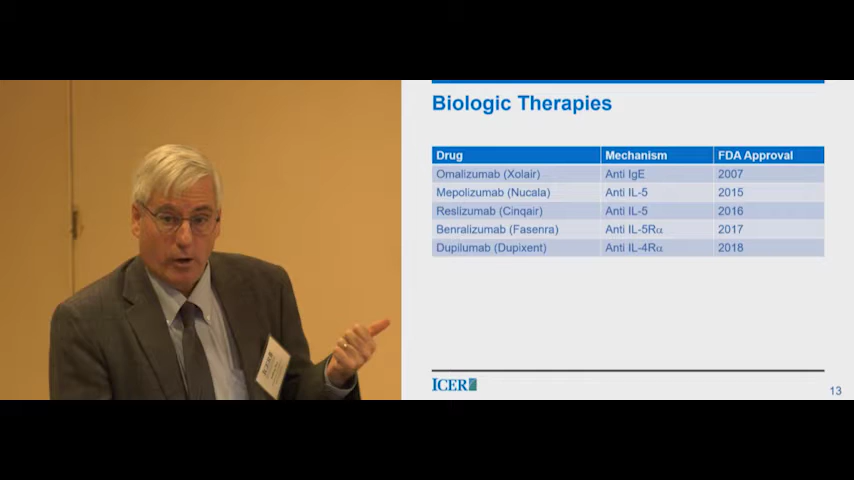 Biologic Therapies
Drug Mechanism FDA Approval
Omalizumab (Xolair) Anti IgE 2007
Mepolizumab (Nucala) Anti IL-5 2015
Reslizumab (Cinqair) Anti IL-5 2016
Benralizumab (Fasenra) Anti IL-5Rα 2017
Dupilumab (Dupixent) Anti IL-4Rα 2018
ICER
13